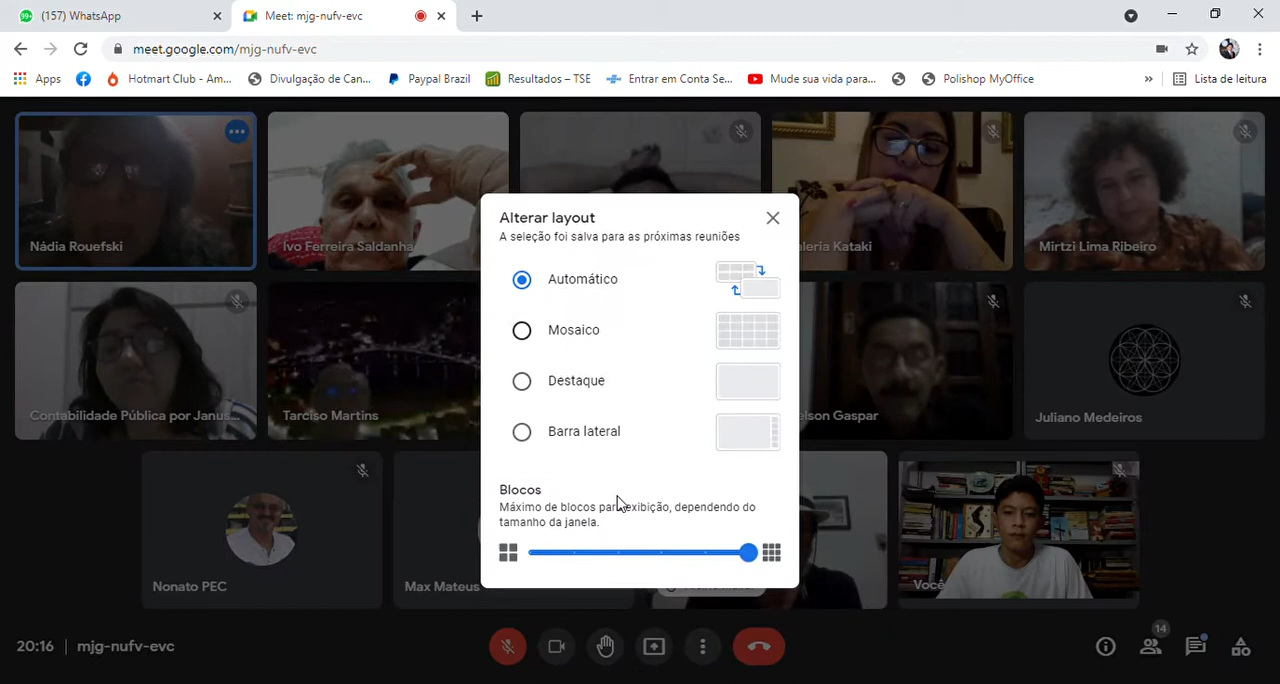 99+ (157) WhatsApp
Meet: mjg-nufv-evc
meet.google.com/mjg-nufv-evc
Apps
Hotmart Club - Am...
Divulgação de Can...
Paypal Brazil
Resultados – TSE
Entrar em Conta Se...
Mude sua vida para...
Polishop MyOffice
»
Lista de leitura
Nàdia Rouefski
Ivo Ferreira Saldanha
aleria Kataki
Mirtzi Lima Ribeiro
Alterar layout
A seleção foi salva para as próximas reuniões
Automático
Mosaico
Destaque
Barra lateral
Blocos
Máximo de blocos para exibição, dependendo do
tamanho da janela.
Contabilidade Pública por Janus...
Tarciso Martins
elson Gaspar
Juliano Medeiros
Nonato PEC
Max Mateus
Você
20:16 | mjg-nufv-evc
14